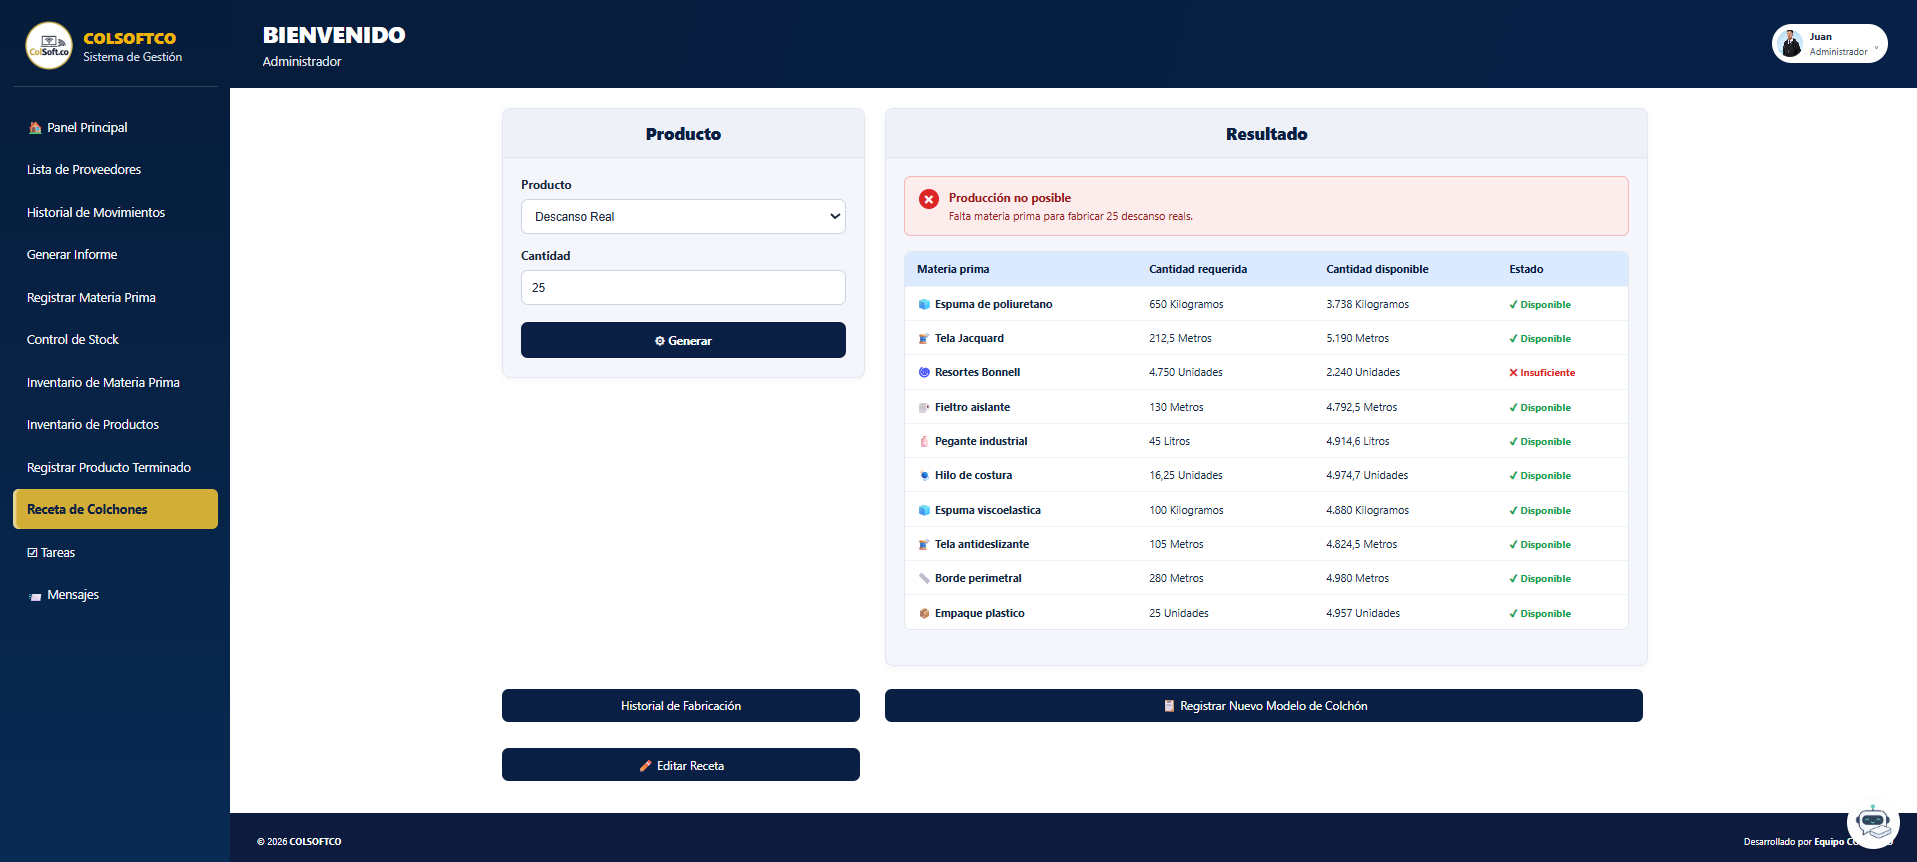 ColSoft.co
COLSOFTCO
Sistema de Gestión
BIENVENIDO
Administrador
Juan
Administrador
Panel Principal
Lista de Proveedores
Historial de Movimientos
Generar Informe
Registrar Materia Prima
Control de Stock
Inventario de Materia Prima
Inventario de Productos
Registrar Producto Terminado
Receta de Colchones
Tareas
Mensajes
Producto
Producto
Descanso Real
Cantidad
25
Generar
Resultado
Producción no posible
Falta materia prima para fabricar 25 descanso reals.
Materia prima Cantidad requerida Cantidad disponible Estado
Espuma de poliuretano 650 Kilogramos 3.738 Kilogramos ✓ Disponible
Tela Jacquard 212,5 Metros 5.190 Metros ✓ Disponible
Resortes Bonnell 4.750 Unidades 2.240 Unidades ✗ Insuficiente
Fieltro aislante 130 Metros 4.792,5 Metros ✓ Disponible
Pegante industrial 45 Litros 4.914,6 Litros ✓ Disponible
Hilo de costura 16,25 Unidades 4.974,7 Unidades ✓ Disponible
Espuma viscoelastica 100 Kilogramos 4.880 Kilogramos ✓ Disponible
Tela antideslizante 105 Metros 4.824,5 Metros ✓ Disponible
Borde perimetral 280 Metros 4.980 Metros ✓ Disponible
Empaque plastico 25 Unidades 4.957 Unidades ✓ Disponible
Historial de Fabricación
Registrar Nuevo Modelo de Colchón
Editar Receta
© 2026 COLSOFTCO
Desarrollado por Equipo